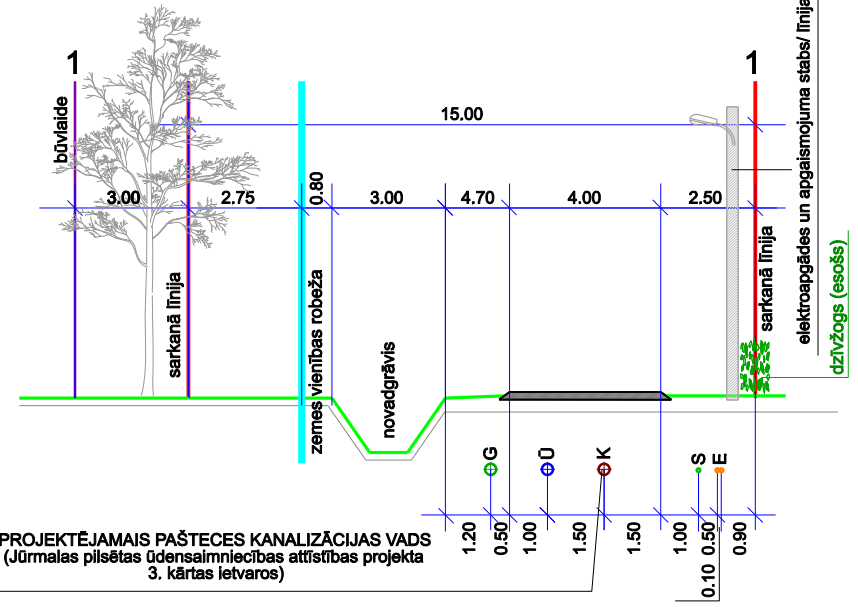 1
1
15.00
3.00
2.75
0.80
3.00
4.70
4.00
2.50
būvlaide
sarkanā līnija
zemes vienības robeža
novadgrāvis
sarkanā līnija
elektroapgādes un apgaismojuma stabs/ līnija
dzīvžogs (esošs)
G
Ū
K
S
E
1.20
0.50
1.00
1.50
1.50
1.00
0.50
0.90
0.10
PROJEKTĒJAMAIS PAŠTECES KANALIZĀCIJAS VADS
(Jūrmalas pilsētas ūdensaimniecības attīstības projekta
3. kārtas ietvaros)